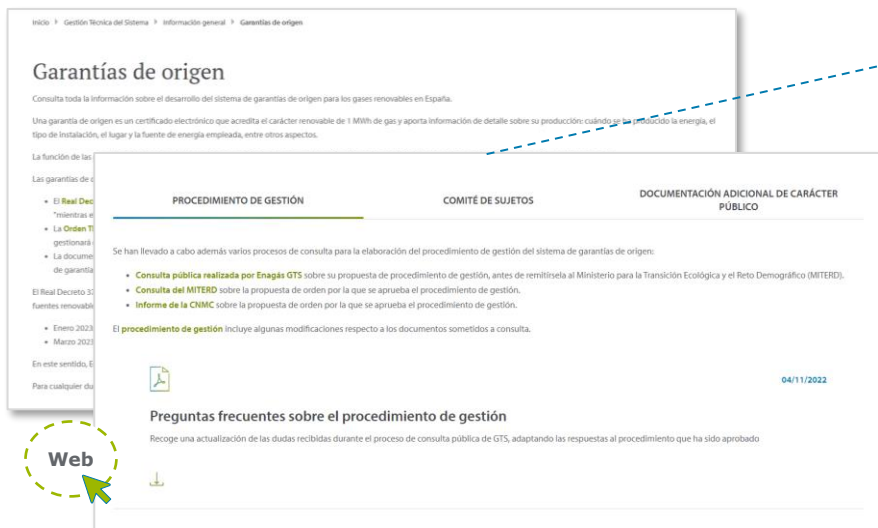 Inicio > Gestión Técnica del Sistema > Información general > Garantías de origen
Garantías de origen
Consulta toda la información sobre el desarrollo del sistema de garantías de origen para los gases renovables en España.
Una garantía de origen es un certificado electrónico que acredita el carácter renovable de 1 MWh de gas y aporta información de detalle sobre su producción: cuándo se ha producido la energía, el
tipo de instalación, el lugar y la fuente de energía empleada, entre otros aspectos.
La función de las
Las garantías de
• El Real Dec
"mientras e
• La Orden
gestionará
• La docume
de garantía
El Real Decreto
fuentes renovabl
• Enero 2023
• Marzo 2023
En este sentido, E
Para cualquier du
PROCEDIMIENTO DE GESTIÓN
COMITÉ DE SUJETOS
DOCUMENTACIÓN ADICIONAL DE CARÁCTER
PÚBLICO
Se han llevado a cabo además varios procesos de consulta para la elaboración del procedimiento de gestión del sistema de garantías de origen:
• Consulta pública realizada por Enagás GTS sobre su propuesta de procedimiento de gestión, antes de remitírsela al Ministerio para la Transición Ecológica y el Reto Demográfico (MITERD).
• Consulta del MITERD sobre la propuesta de orden por la que se aprueba el procedimiento de gestión.
• Informe de la CNMC sobre la propuesta de orden por la que se aprueba el procedimiento de gestión.
El procedimiento de gestión incluye algunas modificaciones respecto a los documentos sometidos a consulta.
04/11/2022
Preguntas frecuentes sobre el procedimiento de gestión
Recoge una actualización de las dudas recibidas durante el proceso de consulta pública de GTS, adaptando las respuestas al procedimiento que ha sido aprobado
Web